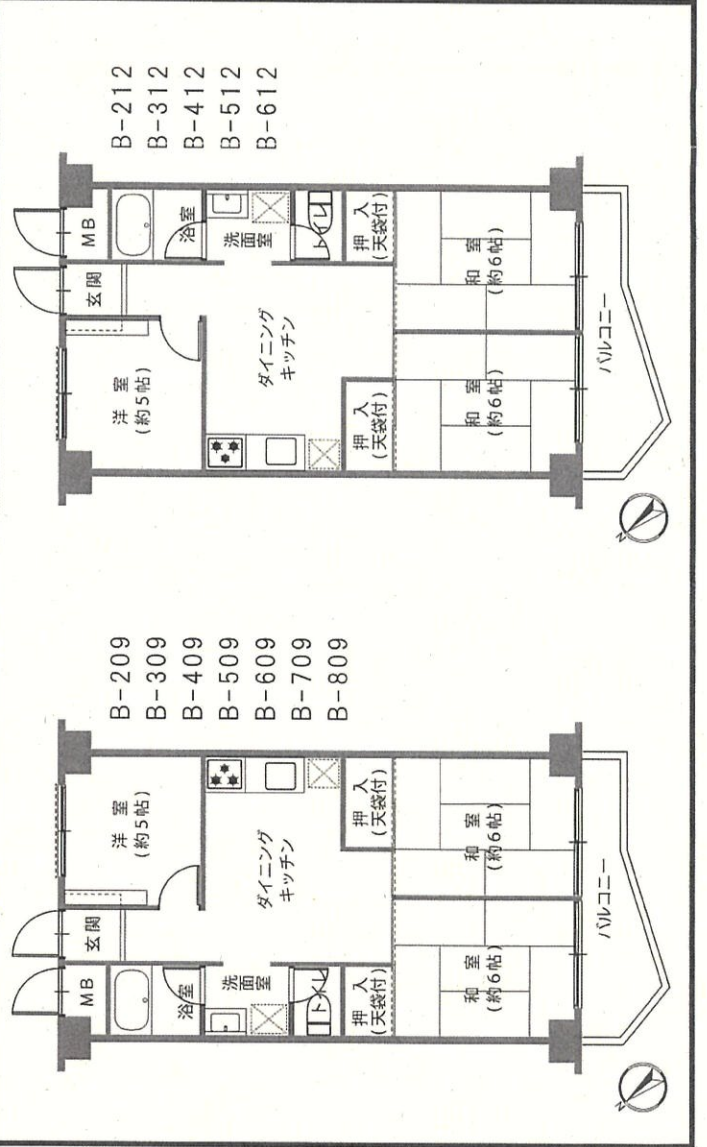 B-209
B-309
B-409
B-509
B-609
B-709
B-809
MB
玄関
洋 室
(約5帖)
浴室
洗面室
トイレ
ダイニング
キッチン
押 入
(天袋付)
押 入
(天袋付)
和 室
(約6帖)
和 室
(約6帖)
バルコニー
N
B-212
B-312
B-412
B-512
B-612
洋 室
(約5帖)
玄関
MB
浴室
洗面室
トイレ
ダイニング
キッチン
押 入
(天袋付)
押 入
(天袋付)
和 室
(約6帖)
和 室
(約6帖)
バルコニー
N